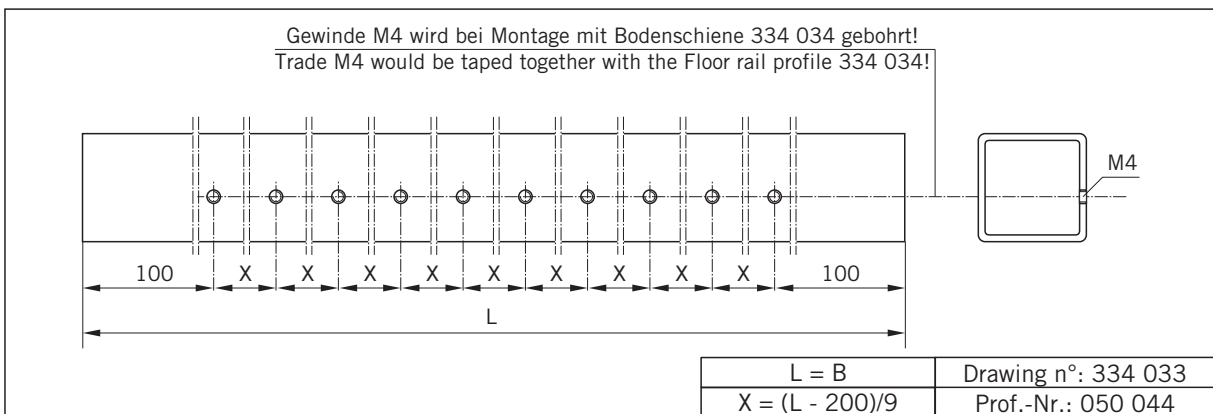 Gewinde M4 wird bei Montage mit Bodenschiene 334 034 gebohrt!
Trade M4 would be taped together with the Floor rail profile 334 034!
M4
100 X X X X X X X X X 100
L
L = B Drawing n°: 334 033
X = (L - 200)/9 Prof.-Nr.: 050 044